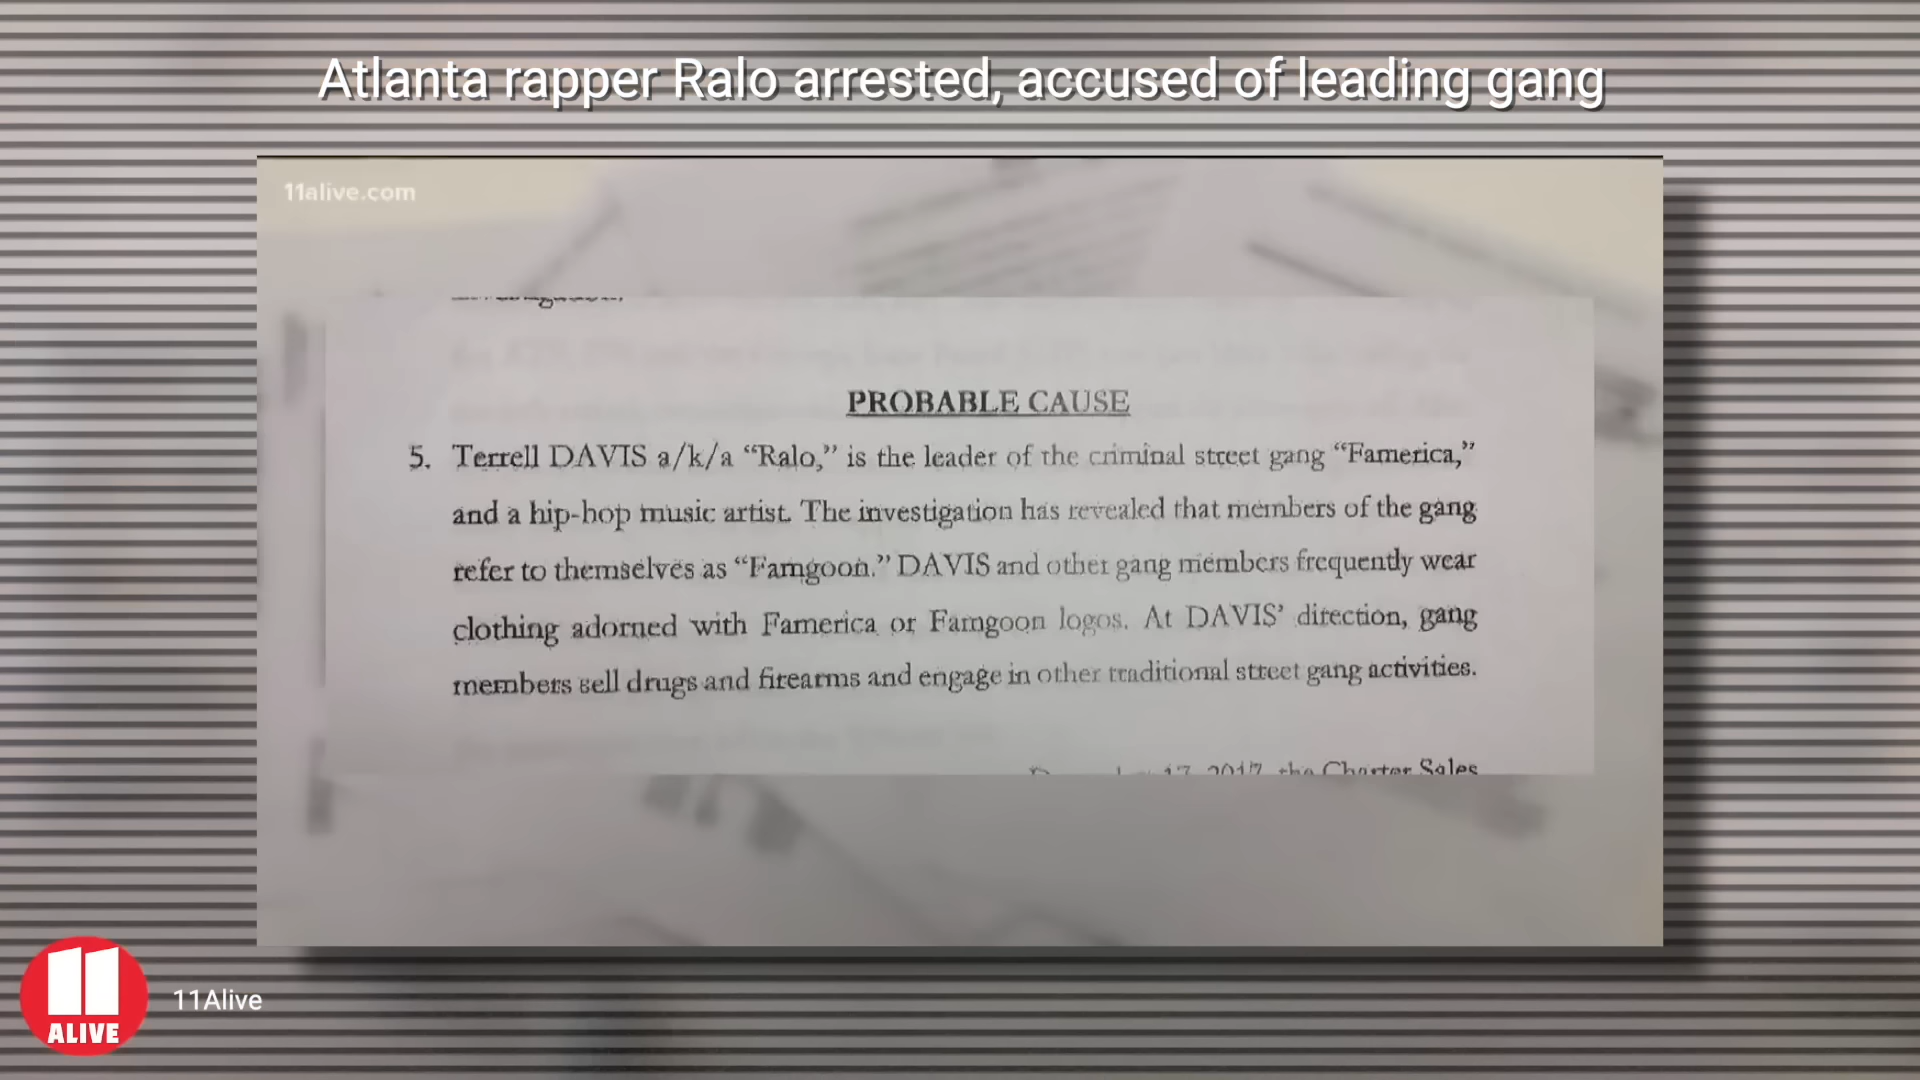 Atlanta rapper Ralo arrested, accused of leading gang
11alive.com
PROBABLE CAUSE
5. Terrell DAVIS a/k/a “Ralo,” is the leader of the criminal street gang “Famerica,”
and a hip-hop music artist. The investigation has revealed that members of the gang
refer to themselves as “Famgoon.” DAVIS and other gang members frequently wear
clothing adorned with Famerica or Famgoon logos. At DAVIS’ direction, gang
members sell drugs and firearms and engage in other traditional street gang activities.
17, 2017, the Charter Sales
11
ALIVE
11Alive